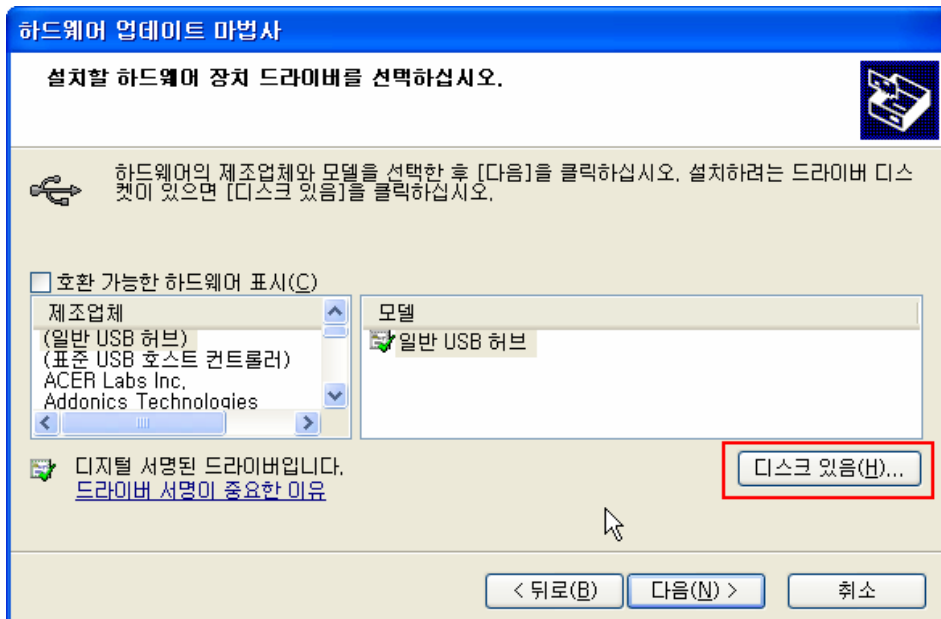 하드웨어 업데이트 마법사
설치할 하드웨어 장치 드라이버를 선택하십시오.
하드웨어의 제조업체와 모델을 선택한 후 [다음]을 클릭하십시오. 설치하려는 드라이버 디스
켓이 있으면 [디스크 있음]을 클릭하십시오.
호환 가능한 하드웨어 표시(C)
제조업체
(일반 USB 허브)
(표준 USB 호스트 컨트롤러)
ACER Labs Inc.
Addonics Technologies
모델
일반 USB 허브
디지털 서명된 드라이버입니다.
드라이버 서명이 중요한 이유
디스크 있음(H)...
< 뒤로(B)
다음(N) >
취소